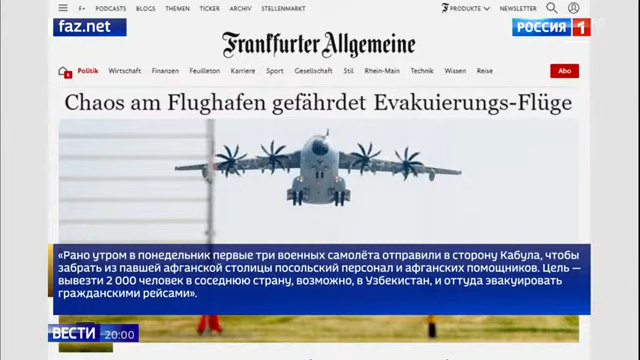 F+ PODCASTS BLOGS THEMEN TICKER ARCHIV STELLENMARKT
PRODUKTE NEWSLETTER
faz.net
РОССИЯ 1
Frankfurter Allgemeine
Politik Wirtschaft Finanzen Feuilleton Karriere Sport Gesellschaft Stil Rhein-Main Technik Wissen Reise Abo
Chaos am Flughafen gefährdet Evakuierungs-Flüge
«Рано утром в понедельник первые три военных самолёта отправили в сторону Кабула, чтобы
забрать из павшей афганской столицы посольский персонал и афганских помощников. Цель —
вывезти 2 000 человек в соседнюю страну, возможно, в Узбекистан, и оттуда эвакуировать
гражданскими рейсами».
ВЕСТИ 20:00